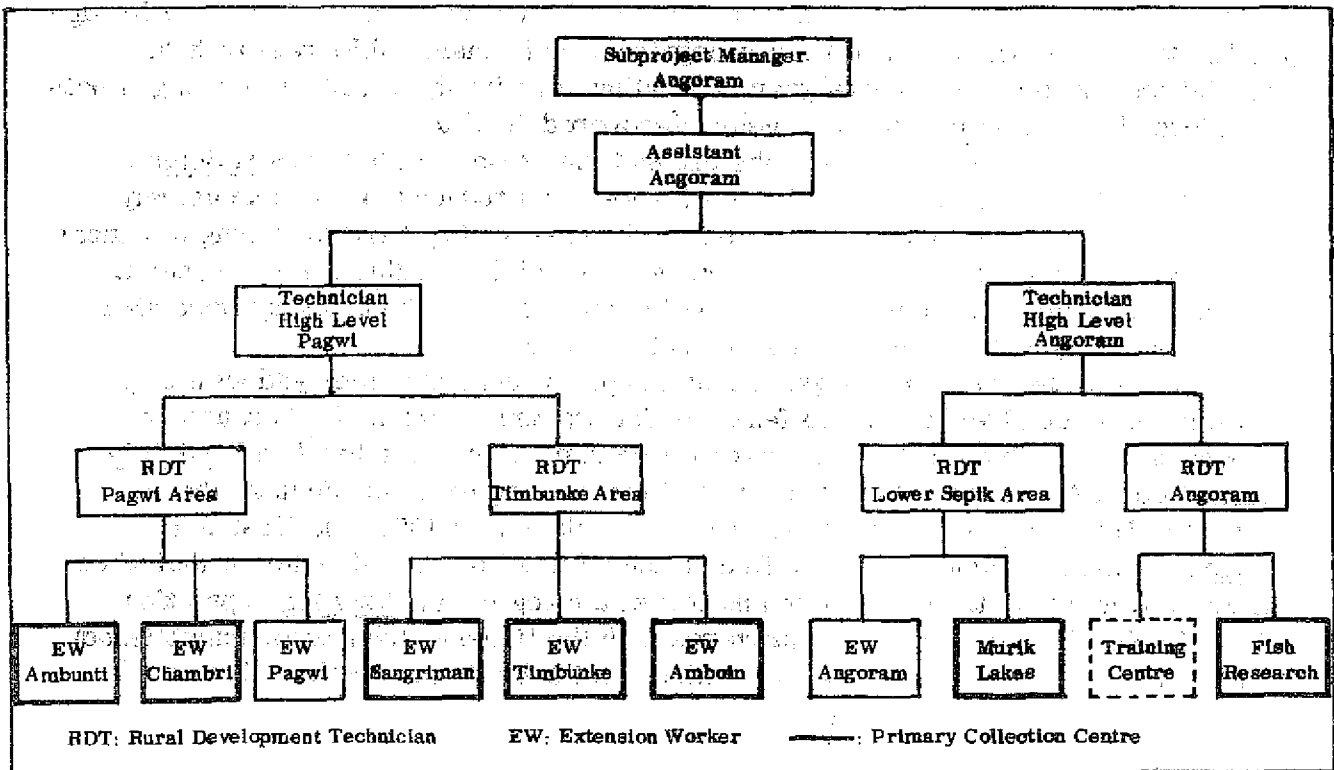 Subproject Manager
Angoram
Assistant
Angoram
Technician
High Level
Pagwi
Technician
High Level
Angoram
RDT
Pagwi Area
RDT
Timbunke Area
RDT
Lower Sepik Area
RDT
Angoram
EW
Ambunti
EW
Chambri
EW
Pagwi
EW
Sangriman
EW
Timbunke
EW
Amboin
EW
Angoram
Murik
Lakes
Training
Centre
Fish
Research
RDT: Rural Development Technician EW: Extension Worker : Primary Collection Centre